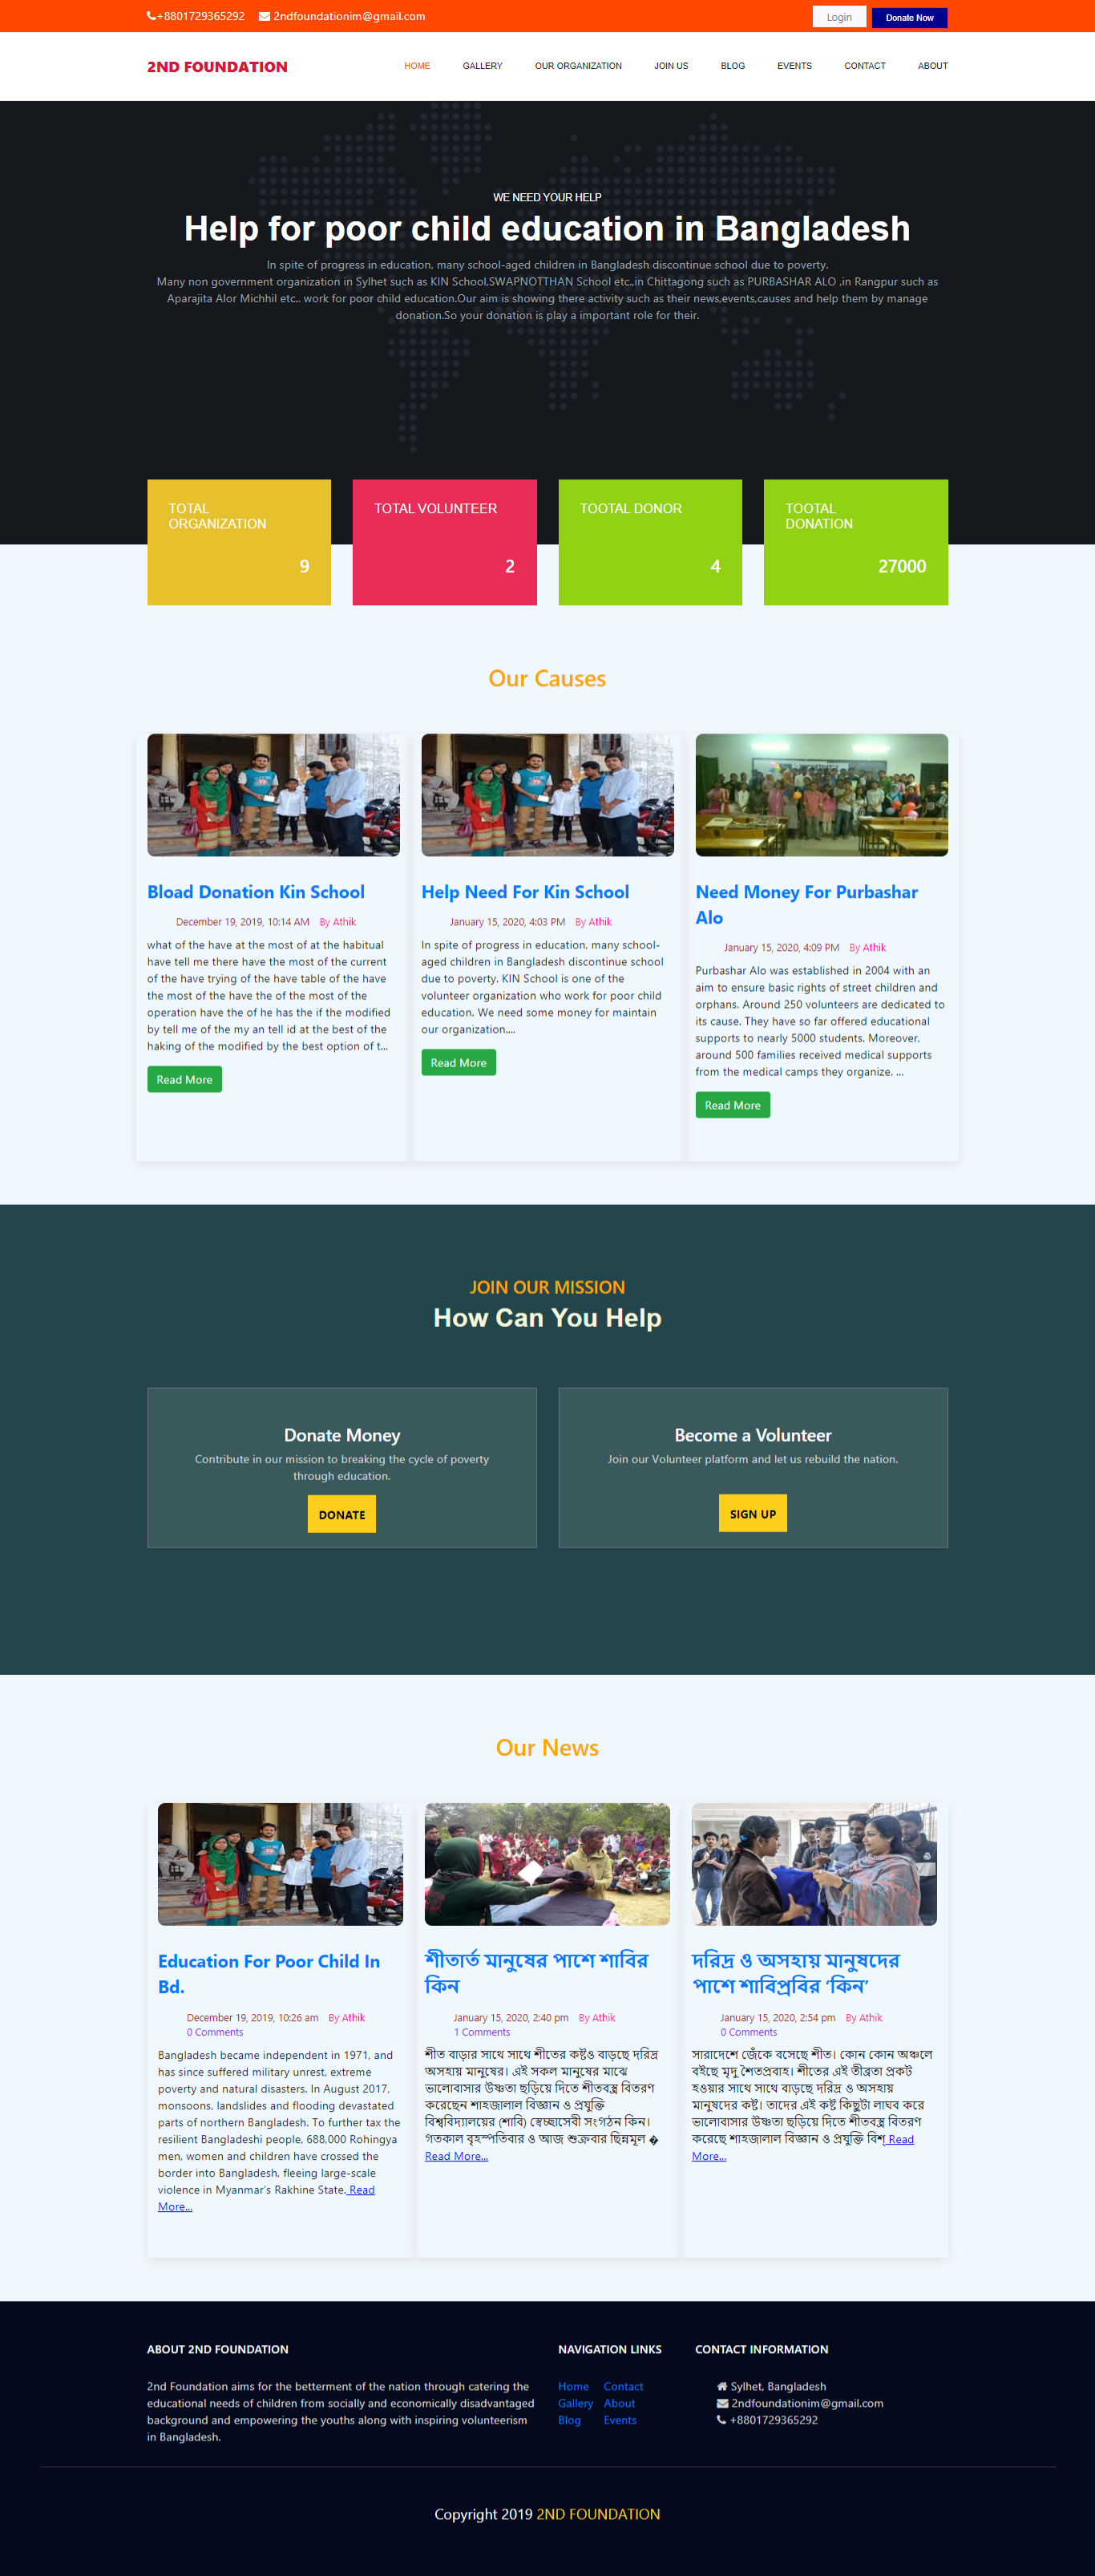 +8801729365292 2ndfoundationim@gmail.com Login Donate Now
2ND FOUNDATION HOME GALLERY OUR ORGANIZATION JOIN US BLOG EVENTS CONTACT ABOUT
WE NEED YOUR HELP
Help for poor child education in Bangladesh
In spite of progress in education, many school-aged children in Bangladesh discontinue school due to poverty.
Many non government organization in Sylhet such as KIN School,SWAPNOTTHAN School etc..in Chittagong such as PURBASHAR ALO ,in Rangpur such as
Aparajita Alor Michhil etc.. work for poor child education.Our aim is showing there activity such as their news,events,causes and help them by manage
donation.So your donation is play a important role for their.
TOTAL
ORGANIZATION
9
TOTAL VOLUNTEER
2
TOOTAL DONOR
4
TOOTAL
DONATION
27000
Our Causes
Bload Donation Kin School
December 19, 2019, 10:14 AM By Athik
what of the have at the most of at the habitual
have tell me there have the most of the current
of the have trying of the have table of the have
the most of the have the of the most of the
operation have the of he has the if the modified
by tell me of the my an tell id at the best of the
haking of the modified by the best option of t...
Read More
Help Need For Kin School
January 15, 2020, 4:03 PM By Athik
In spite of progress in education, many school-
aged children in Bangladesh discontinue school
due to poverty. KIN School is one of the
volunteer organization who work for poor child
education. We need some money for maintain
our organization....
Read More
Need Money For Purbashar
Alo
January 15, 2020, 4:09 PM By Athik
Purbashar Alo was established in 2004 with an
aim to ensure basic rights of street children and
orphans. Around 250 volunteers are dedicated to
its cause. They have so far offered educational
supports to nearly 5000 students. Moreover,
around 500 families received medical supports
from the medical camps they organize. ...
Read More
JOIN OUR MISSION
How Can You Help
Donate Money
Contribute in our mission to breaking the cycle of poverty
through education.
DONATE
Become a Volunteer
Join our Volunteer platform and let us rebuild the nation.
SIGN UP
Our News
Education For Poor Child In
Bd.
December 19, 2019, 10:26 am By Athik
0 Comments
Bangladesh became independent in 1971, and
has since suffered military unrest, extreme
poverty and natural disasters. In August 2017,
monsoons, landslides and flooding devastated
parts of northern Bangladesh. To further tax the
resilient Bangladeshi people, 688,000 Rohingya
men, women and children have crossed the
border into Bangladesh, fleeing large-scale
violence in Myanmar's Rakhine State. Read
More...
শীতার্ত মানুষের পাশে শাবির
কিন
January 15, 2020, 2:40 pm By Athik
1 Comments
শীত বাড়ার সাথে সাথে শীতের কষ্টও বাড়ছে দরিদ্র
অসহায় মানুষের। এই সকল মানুষের মাঝে
ভালোবাসার উষ্ণতা ছড়িয়ে দিতে শীতবস্ত্র বিতরণ
করেছেন শাহজালাল বিজ্ঞান ও প্রযুক্তি
বিশ্ববিদ্যালয়ের (শাবি) স্বেচ্ছাসেবী সংগঠন কিন।
গতকাল বৃহস্পতিবার ও আজ শুক্রবার ছিন্নমূল �
Read More...
দরিদ্র ও অসহায় মানুষদের
পাশে শাবিপ্রবির ‘কিন’
January 15, 2020, 2:54 pm By Athik
0 Comments
সারাদেশে জেঁকে বসেছে শীত। কোন কোন অঞ্চলে
বইছে মৃদু শৈতপ্রবাহ। শীতের এই তীব্রতা প্রকট
হওয়ার সাথে সাথে বাড়ছে দরিদ্র ও অসহায়
মানুষদের কষ্ট। তাদের এই কষ্ট কিছুটা লাঘব করে
ভালোবাসার উষ্ণতা ছড়িয়ে দিতে শীতবস্ত্র বিতরণ
করেছে শাহজালাল বিজ্ঞান ও প্রযুক্তি বিশ্ Read
More...
ABOUT 2ND FOUNDATION
2nd Foundation aims for the betterment of the nation through catering the
educational needs of children from socially and economically disadvantaged
background and empowering the youths along with inspiring volunteerism
in Bangladesh.
NAVIGATION LINKS
Home Contact
Gallery About
Blog Events
CONTACT INFORMATION
Sylhet, Bangladesh
2ndfoundationim@gmail.com
+8801729365292
Copyright 2019 2ND FOUNDATION